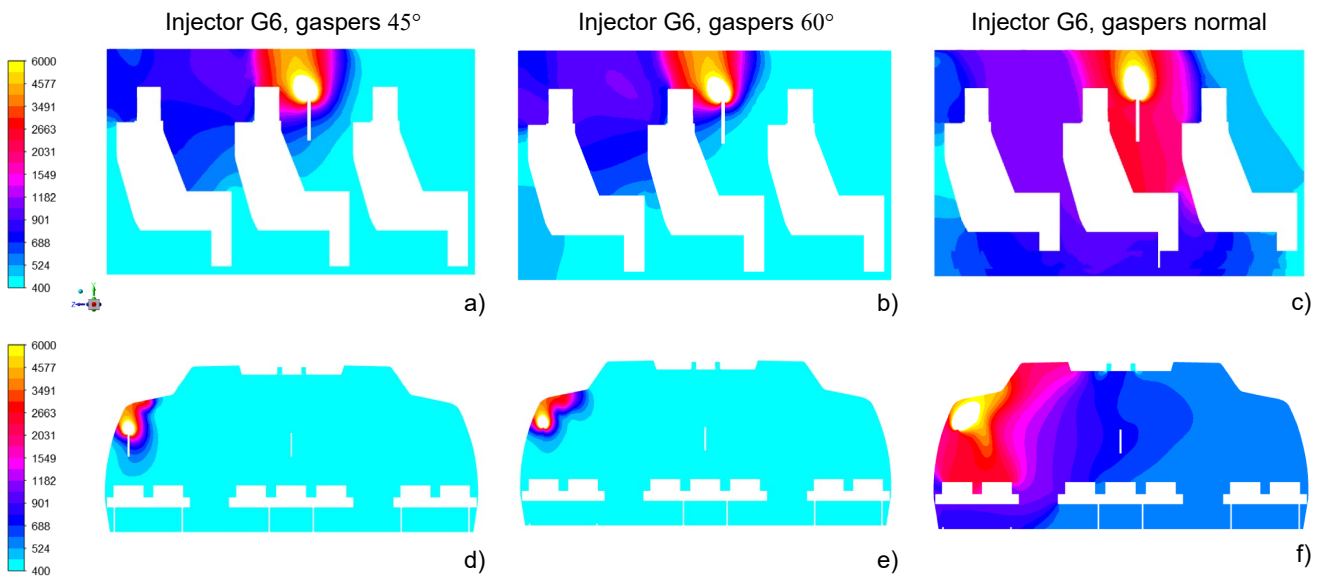 Injector G6, gaspers 45°
Injector G6, gaspers 60°
Injector G6, gaspers normal
6000
4577
3491
2663
2031
1549
1182
901
688
524
400
Y
Z
a)
b)
c)
6000
4577
3491
2663
2031
1549
1182
901
688
524
400
d)
e)
f)